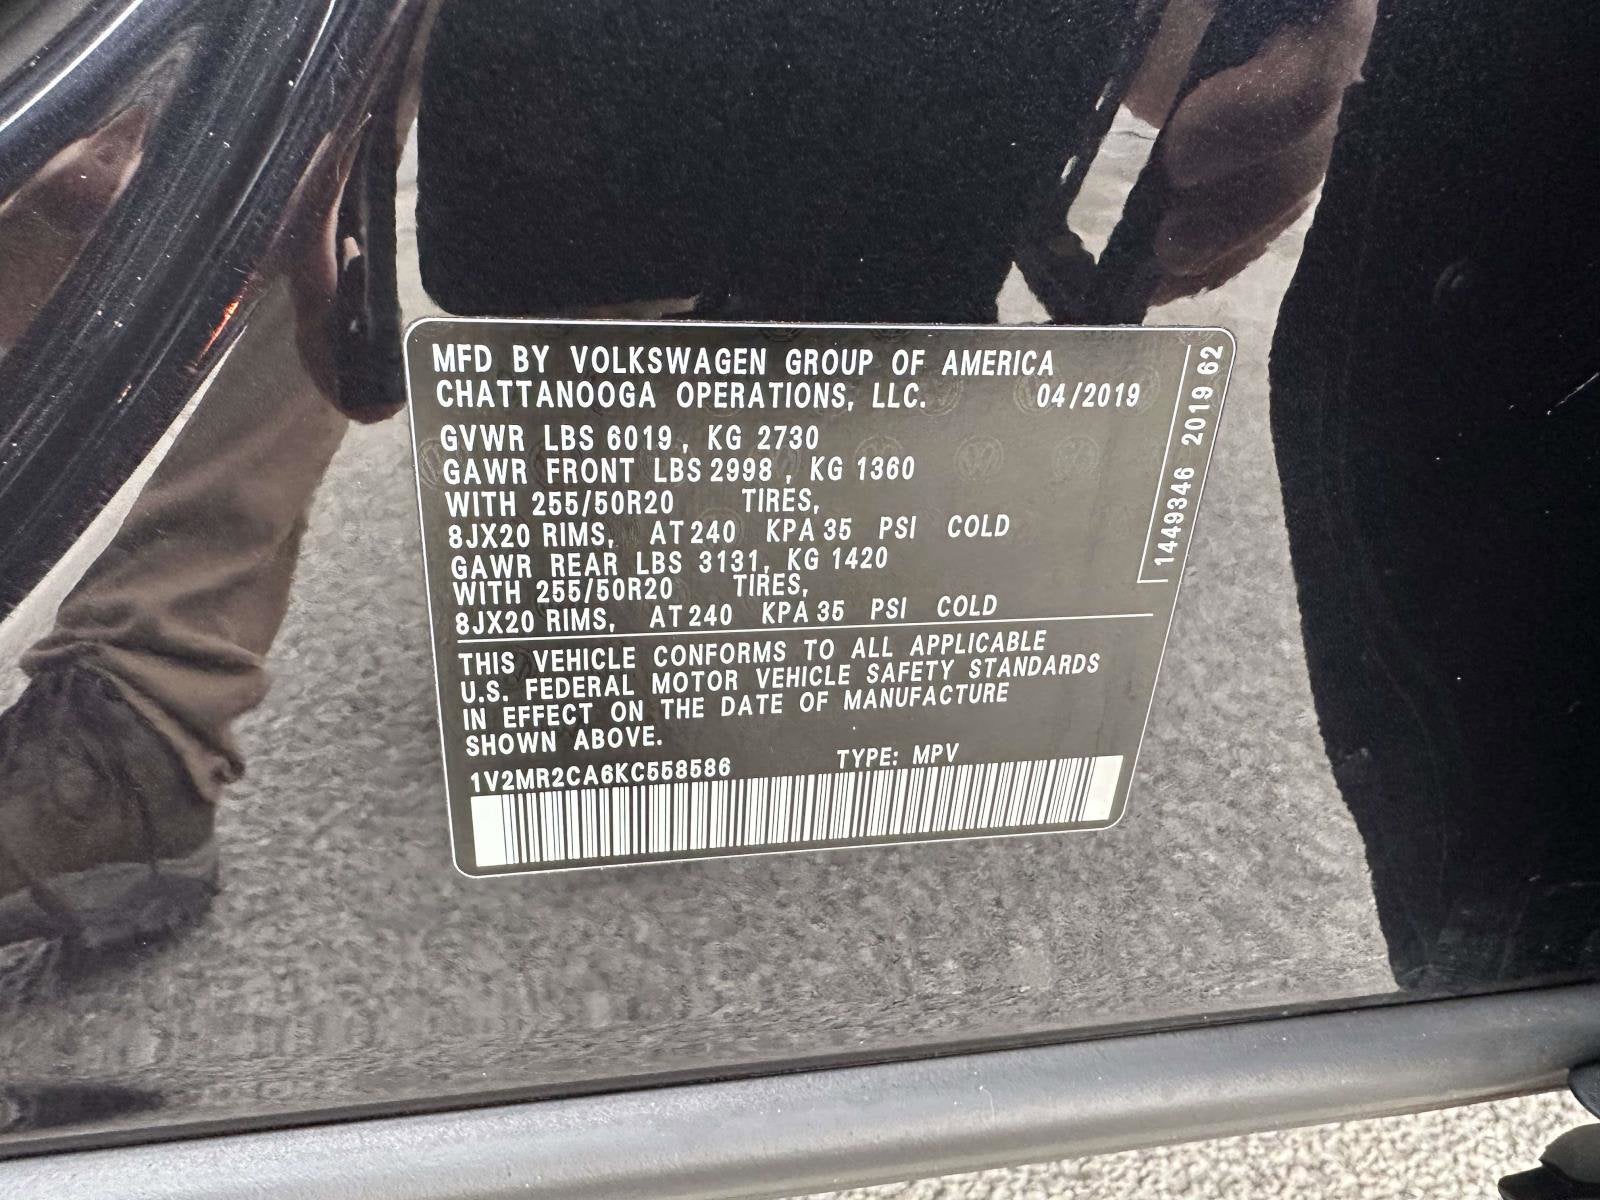 MFD BY VOLKSWAGEN GROUP OF AMERICA
CHATTANOOGA OPERATIONS, LLC. 04/2019
GVWR LBS 6019, KG 2730
GAWR FRONT LBS 2998, KG 1360
WITH 255/50R20 TIRES,
8JX20 RIMS, AT 240 KPA 35 PSI COLD
GAWR REAR LBS 3131, KG 1420
WITH 255/50R20 TIRES,
8JX20 RIMS, AT 240 KPA 35 PSI COLD
THIS VEHICLE CONFORMS TO ALL APPLICABLE
U.S. FEDERAL MOTOR VEHICLE SAFETY STANDARDS
IN EFFECT ON THE DATE OF MANUFACTURE
SHOWN ABOVE.
1V2MR2CA6KC558586 TYPE: MPV
1449346 2019 62